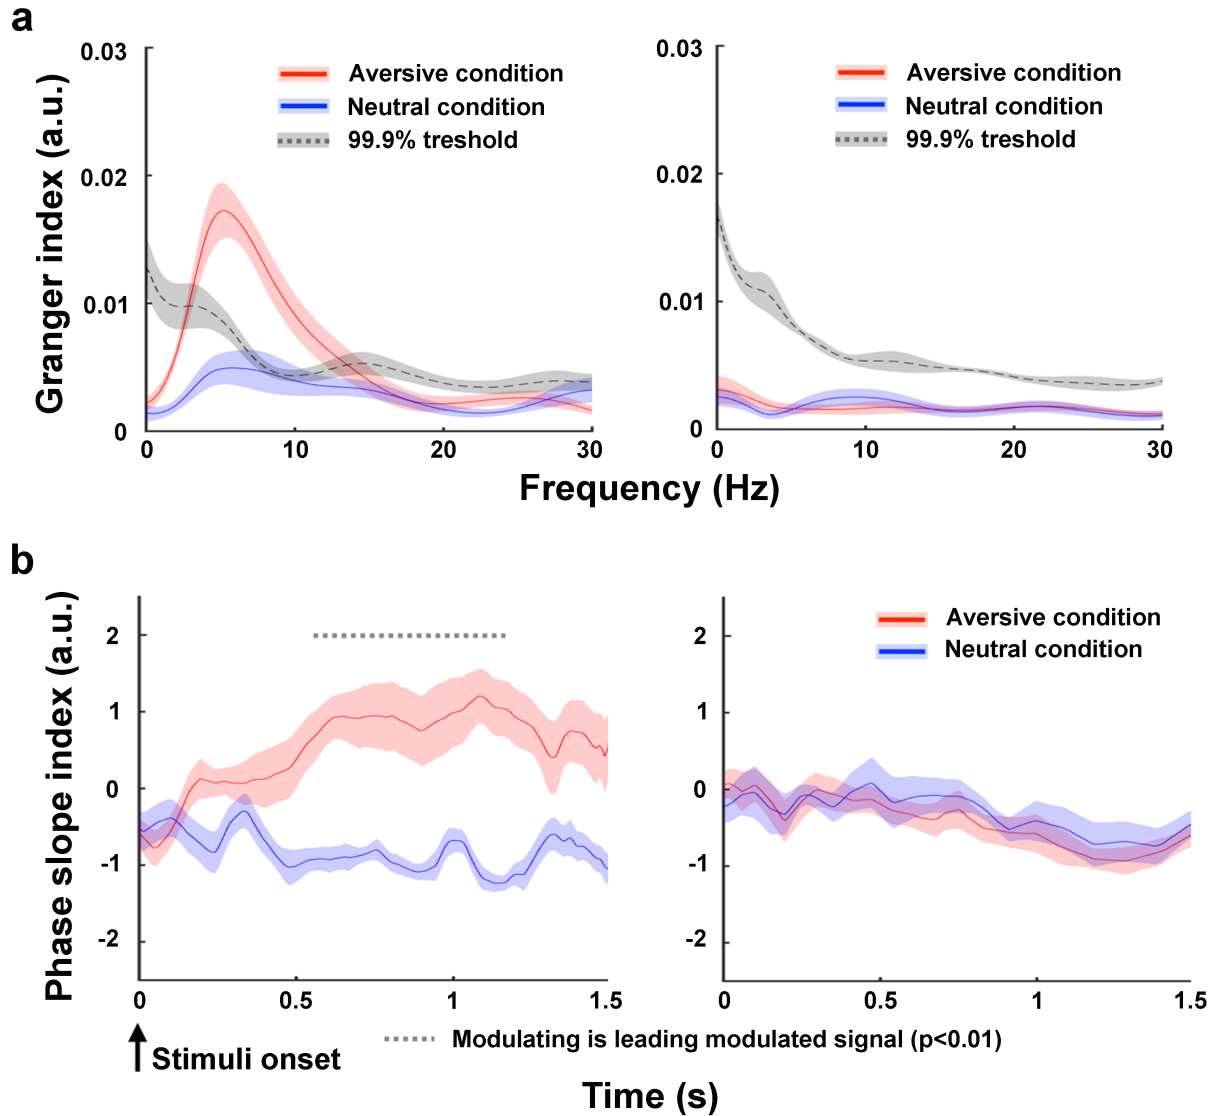 a
Granger index (a.u.)
0.03
0.02
0.01
0
Aversive condition
Neutral condition
99.9% treshold
0 10 20 30
0.03
0.02
0.01
0
Aversive condition
Neutral condition
99.9% treshold
0 10 20 30
Frequency (Hz)
b
Phase slope index (a.u.)
2
1
0
-1
-2
0 0.5 1 1.5
2
1
0
-1
-2
Aversive condition
Neutral condition
0 0.5 1 1.5
Stimuli onset
Modulating is leading modulated signal (p<0.01)
Time (s)